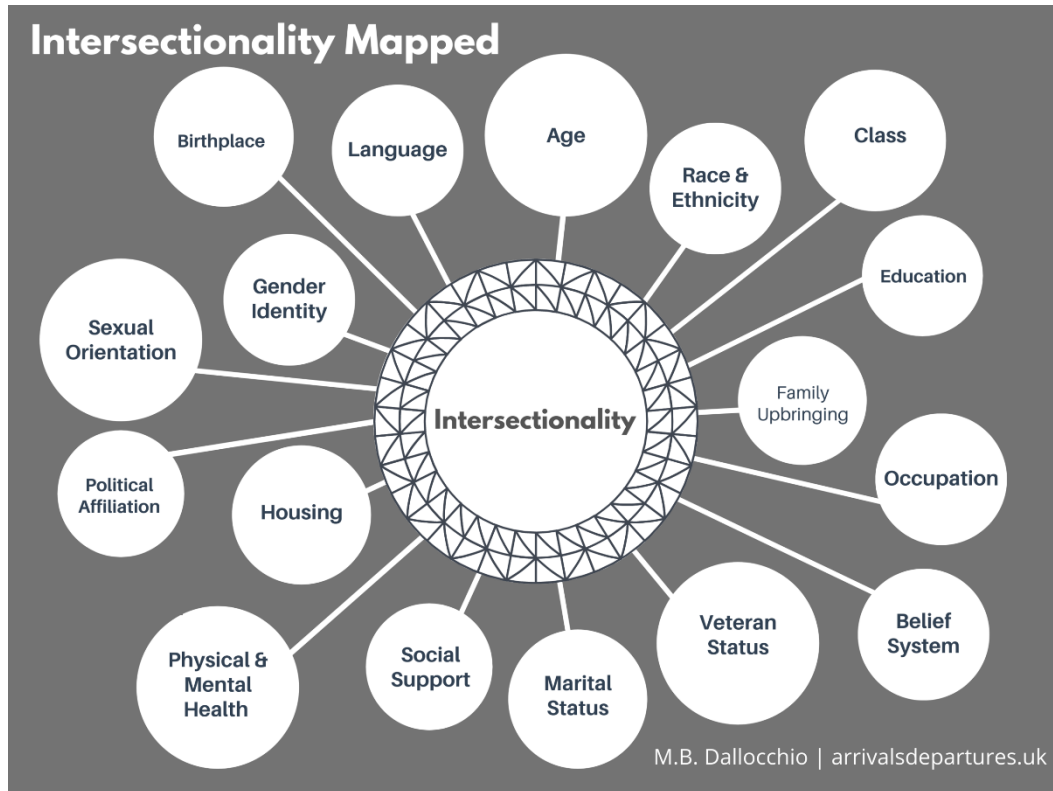 Intersectionality Mapped
Birthplace
Language
Age
Race &
Ethnicity
Class
Education
Gender
Identity
Sexual
Orientation
Family
Upbringing
Intersectionality
Political
Affiliation
Housing
Occupation
Physical &
Mental
Health
Social
Support
Marital
Status
Veteran
Status
Belief
System
M.B. Dallocchio | arrivalsdepartures.uk